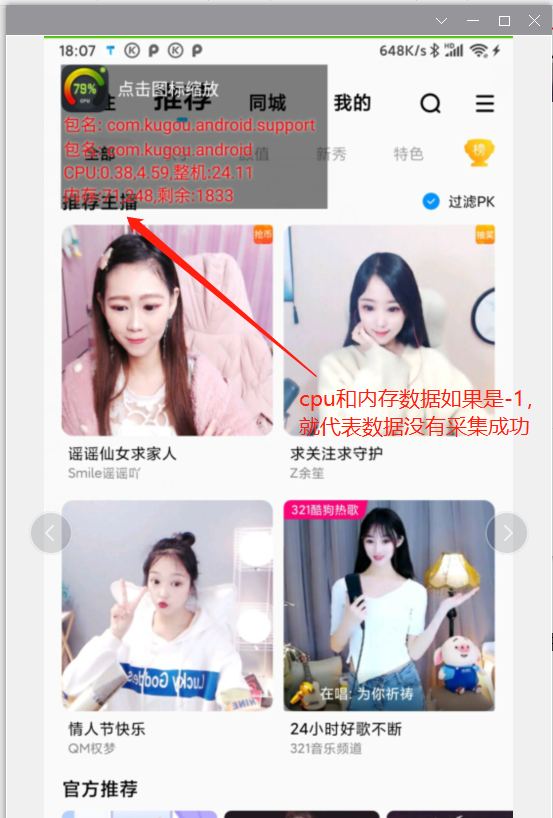 18:07 T K P K P 648K/s HD
79%
CPU
点击图标缩放
推荐 同城 我的
包名: com.kugou.android.support
包名: com.kugou.android
全部 颜值 新秀 特色 榜
CPU:0.38,4.59,整机:24.11
内存:71,248,剩余:1833
推荐主播 过滤PK
抢币 抽奖
cpu和内存数据如果是-1,
就代表数据没有采集成功
谣谣仙女求家人 求关注求守护
Smile谣谣吖 Z余笙
321酷狗热歌
在唱: 为你祈祷
情人节快乐 24小时好歌不断
QM权梦 321音乐频道
官方推荐